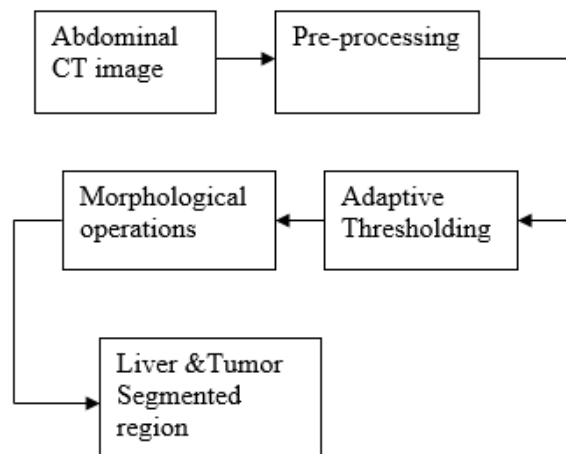 Abdominal
CT image
Pre-processing
Adaptive
Thresholding
Morphological
operations
Liver &Tumor
Segmented
region